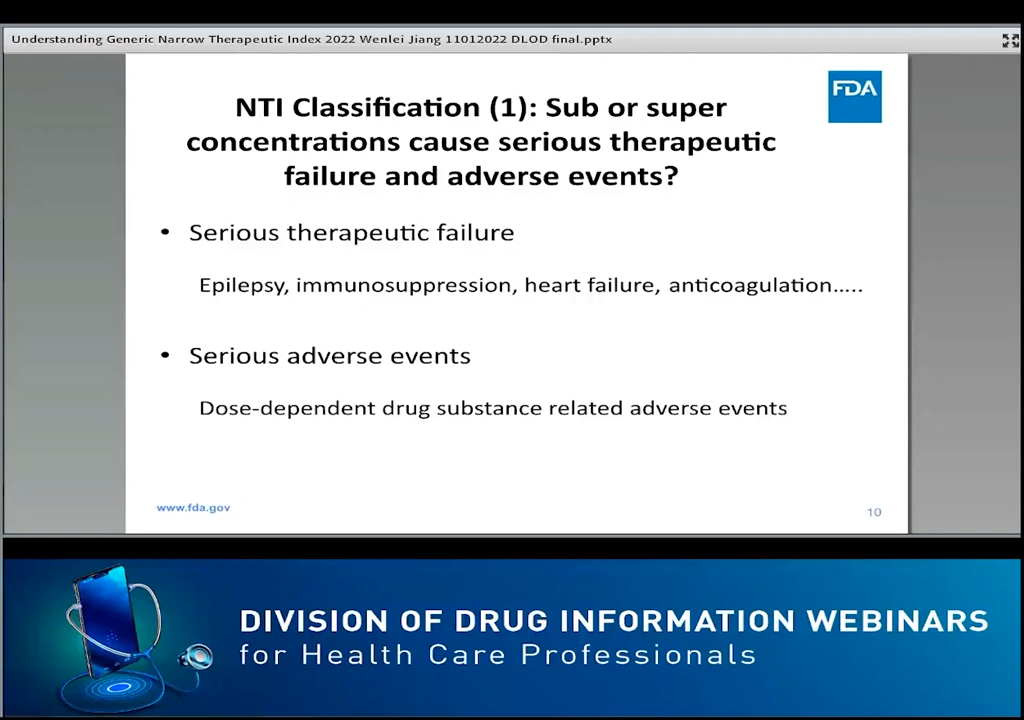 Understanding Generic Narrow Therapeutic Index 2022 Wenlei Jiang 11012022 DLOD final.pptx
FDA
NTI Classification (1): Sub or super
concentrations cause serious therapeutic
failure and adverse events?
• Serious therapeutic failure
Epilepsy, immunosuppression, heart failure, anticoagulation.....
• Serious adverse events
Dose-dependent drug substance related adverse events
www.fda.gov
10
DIVISION OF DRUG INFORMATION WEBINARS
for Health Care Professionals